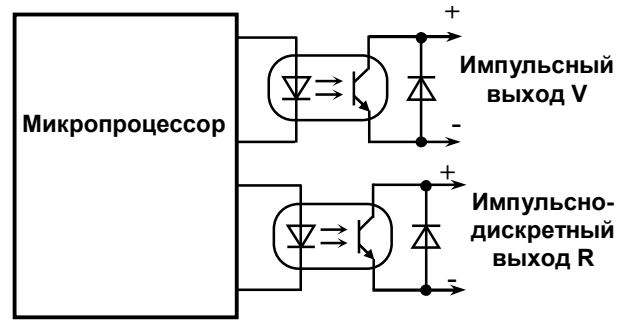 Микропроцессор
+
Импульсный
выход V
-
+
Импульсно-
дискретный
выход R
-